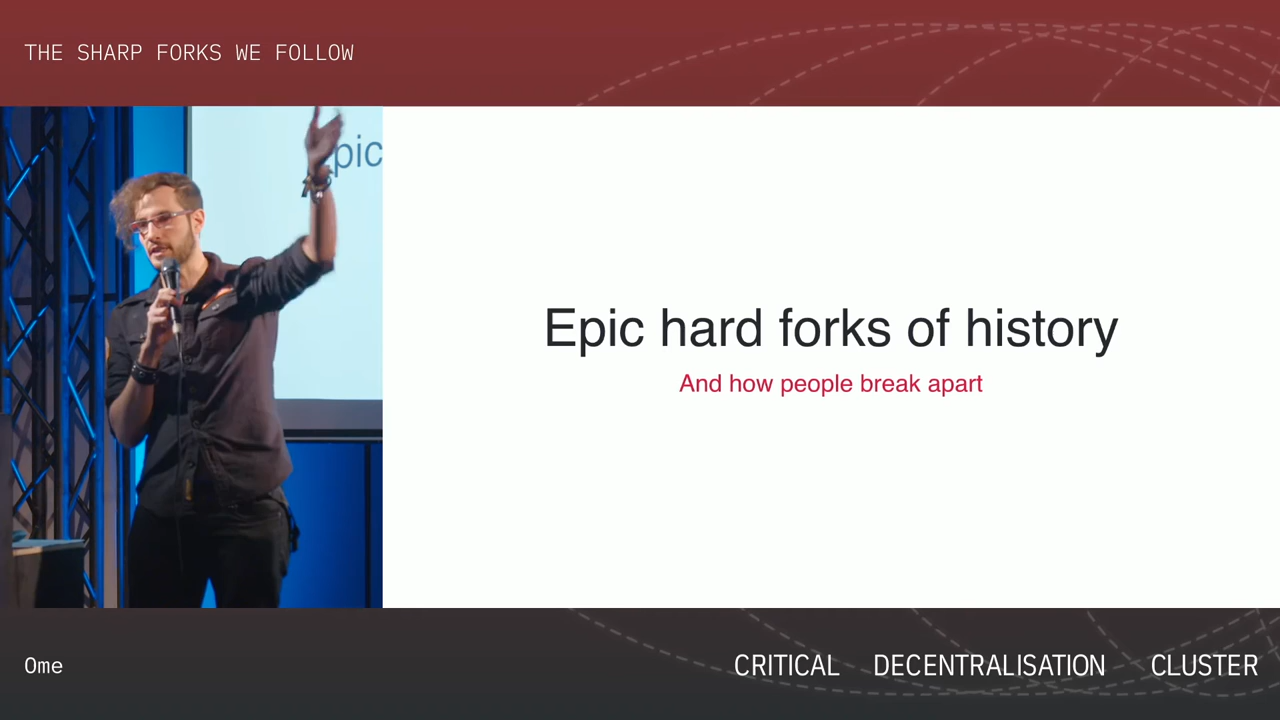 THE SHARP FORKS WE FOLLOW
pic
Epic hard forks of history
And how people break apart
Ome
CRITICAL DECENTRALISATION CLUSTER